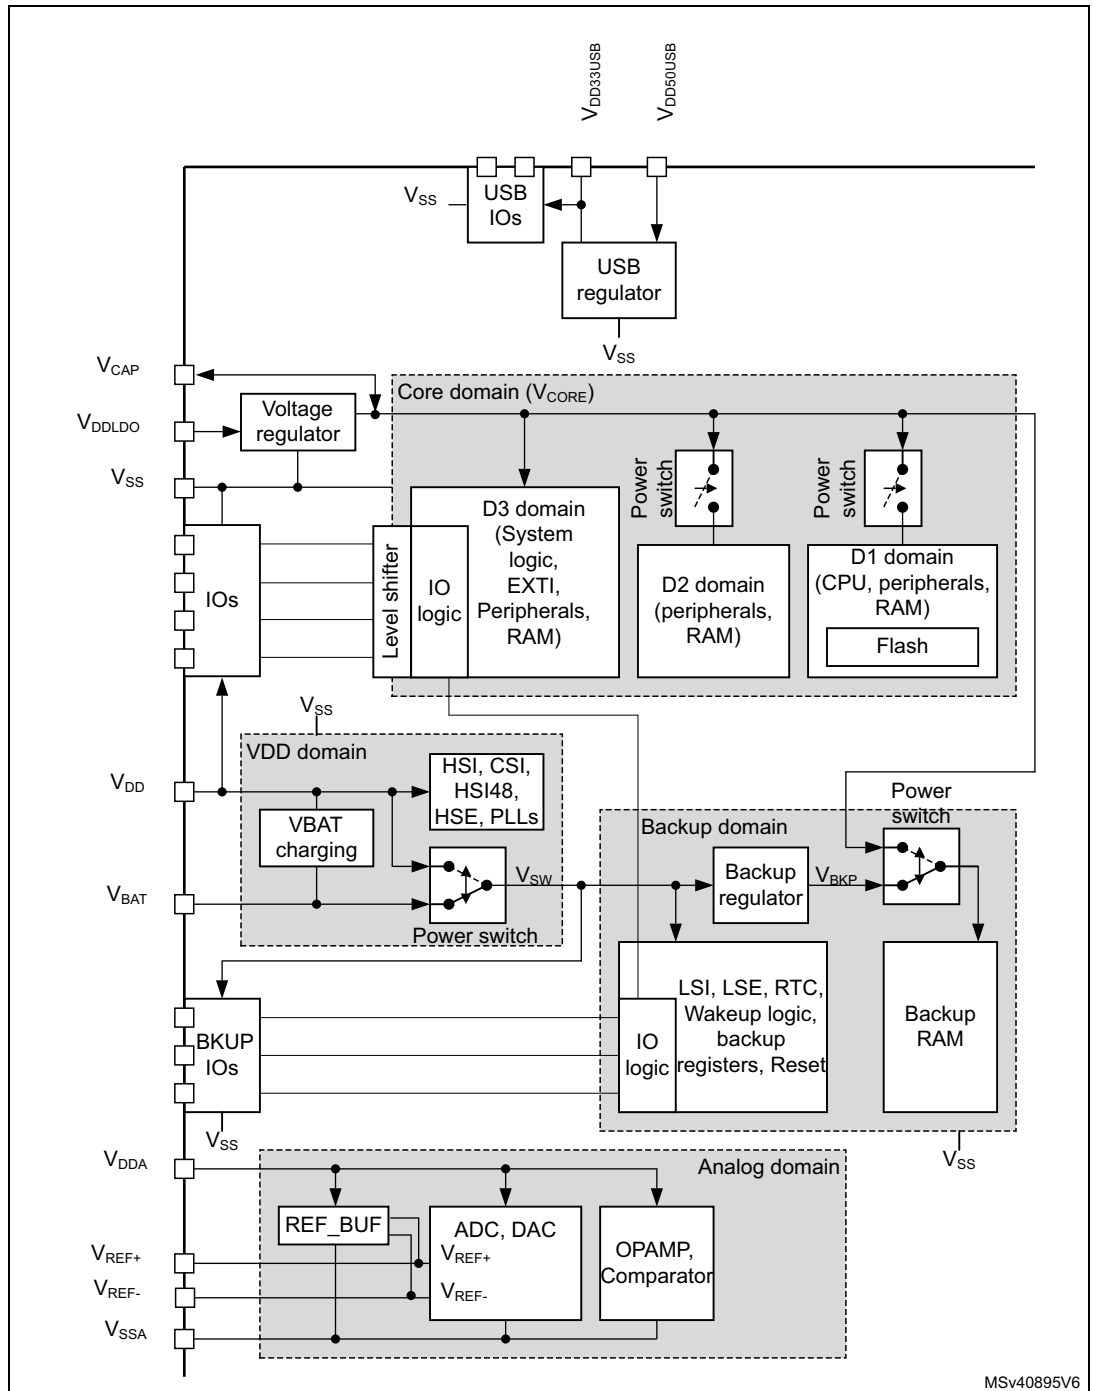 VDD33USB
VDD50USB
VSS
USB
IOs
USB
regulator
VSS
VCAP
Core domain (VCORE)
Voltage
regulator
VDDLDO
Power
switch
Power
switch
VSS
D3 domain
(System
logic,
EXTI,
Peripherals,
RAM)
D1 domain
(CPU, peripherals,
RAM)
Flash
D2 domain
(peripherals,
RAM)
IOs
Level shifter
IO
logic
VSS
VDD domain
VDD
HSI, CSI,
HSI48,
HSE, PLLs
Power
switch
VBAT
charging
Backup domain
VBAT
VSW
Backup
regulator
VBKP
Power switch
LSI, LSE, RTC,
Wakeup logic,
backup
registers, Reset
Backup
RAM
BKUP
IOs
IO
logic
VSS
VSS
VDDA
Analog domain
REF_BUF
ADC, DAC
VREF+
VREF+
OPAMP,
Comparator
VREF-
VREF-
VSSA
MSv40895V6